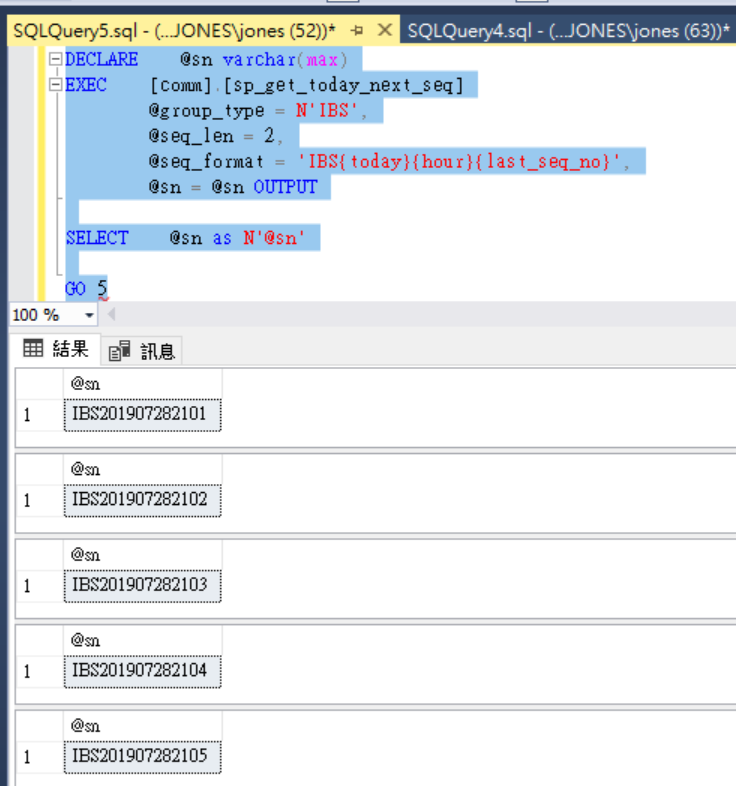 SQLQuery5.sql - (...JONES\jones (52))* SQLQuery4.sql - (...JONES\jones (63))*
DECLARE @sn varchar(max)
EXEC [comm].[sp_get_today_next_seq]
@group_type = N'IBS',
@seq_len = 2,
@seq_format = 'IBS{today}{hour}{last_seq_no}',
@sn = @sn OUTPUT
SELECT @sn as N'@sn'
GO 5
100 %
結果 訊息
@sn
1 IBS201907282101
@sn
1 IBS201907282102
@sn
1 IBS201907282103
@sn
1 IBS201907282104
@sn
1 IBS201907282105